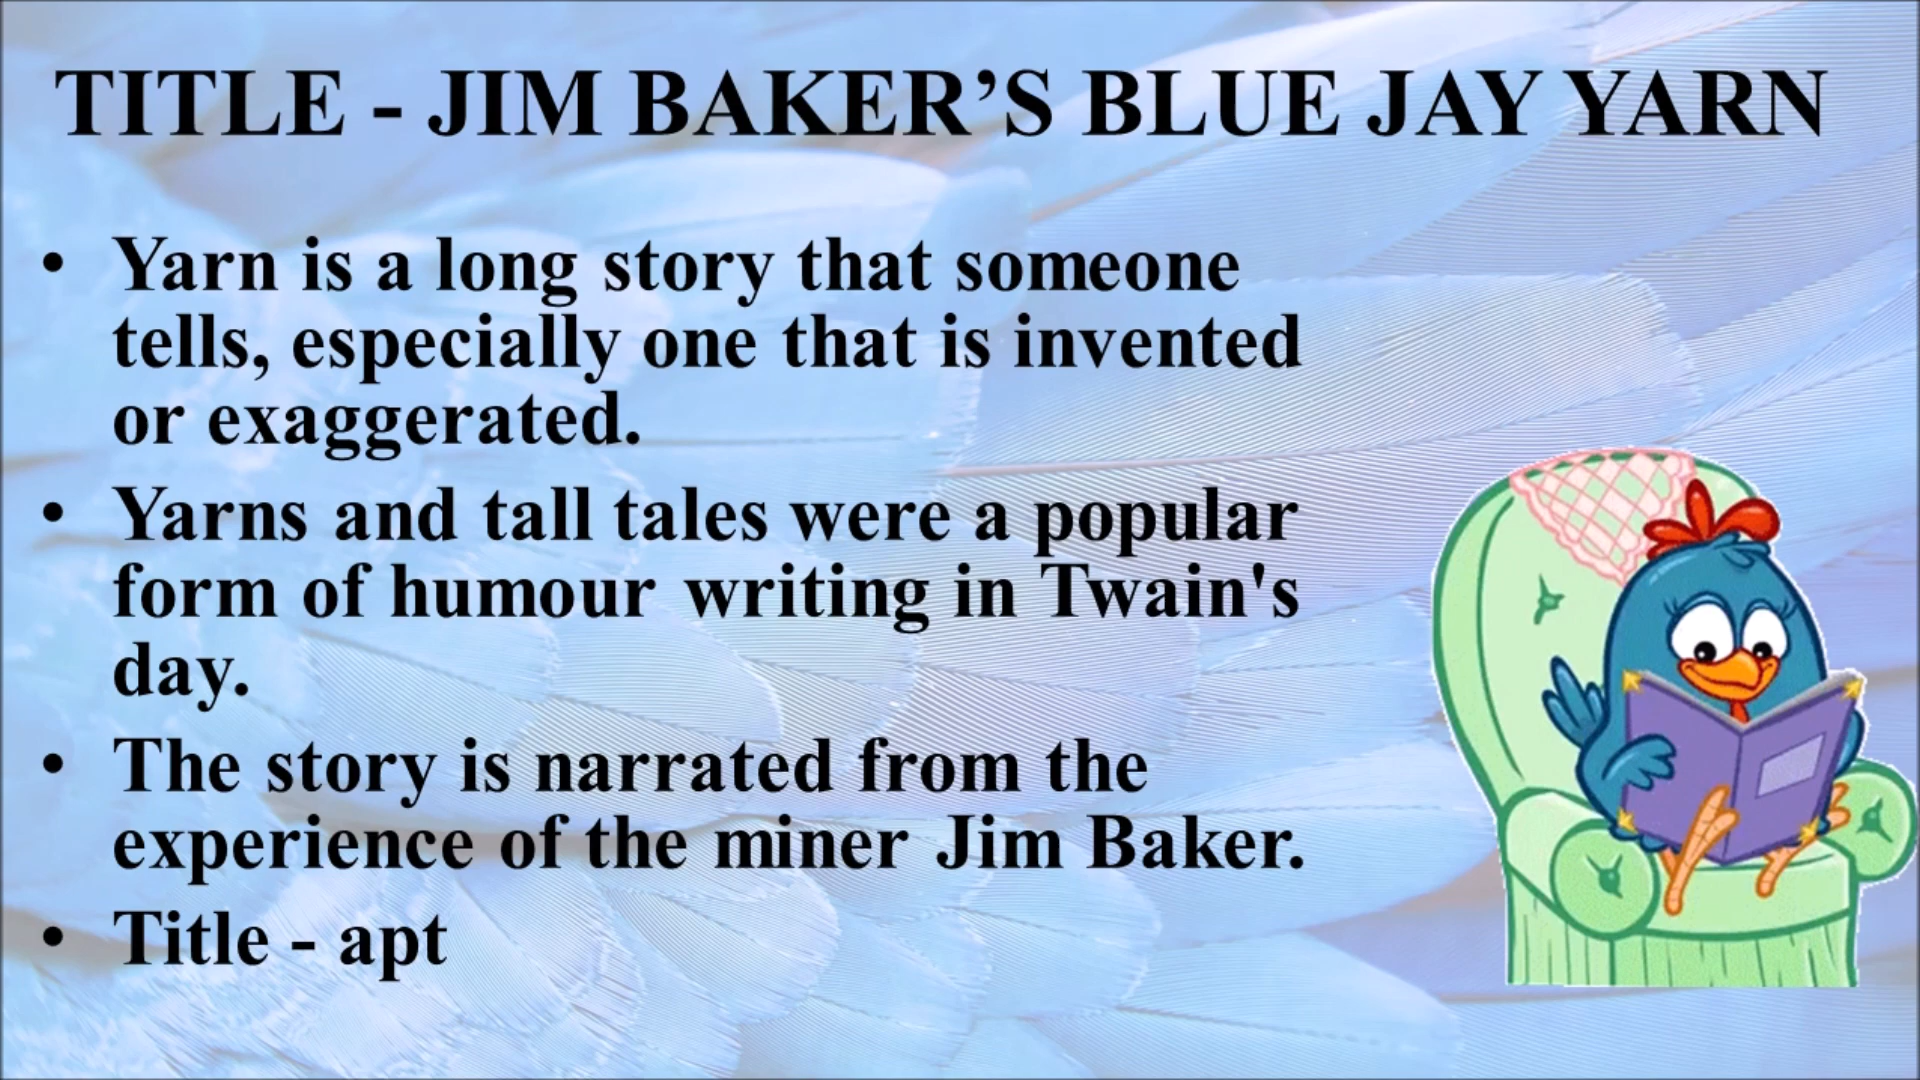 TITLE - JIM BAKER’S BLUE JAY YARN
• Yarn is a long story that someone
tells, especially one that is invented
or exaggerated.
• Yarns and tall tales were a popular
form of humour writing in Twain's
day.
• The story is narrated from the
experience of the miner Jim Baker.
• Title - apt